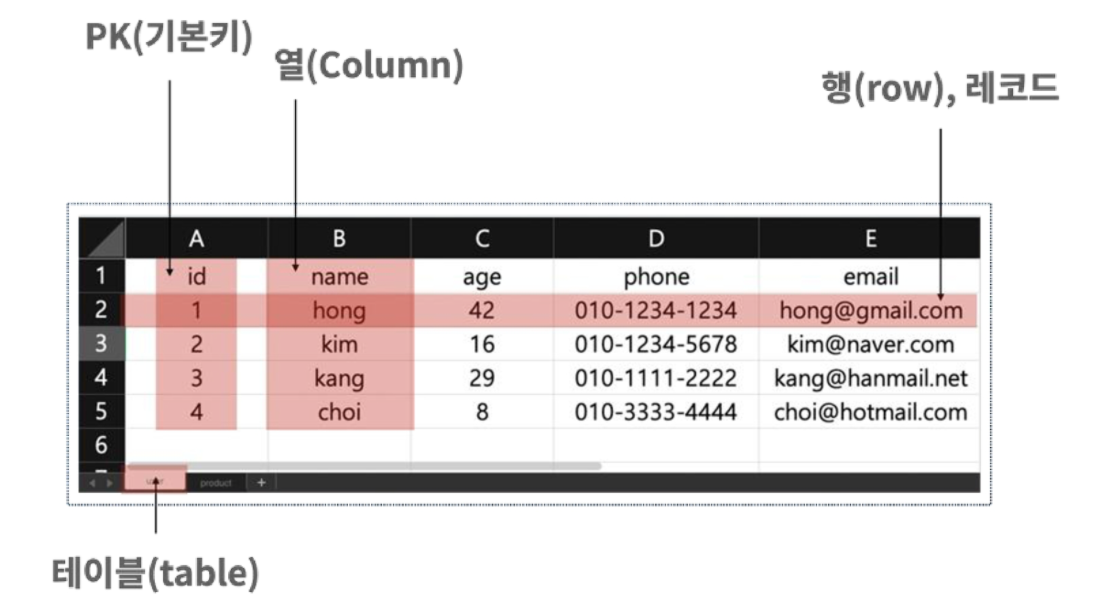 PK(기본키)
열(Column)
행(row), 레코드
A B C D E
1 id name age phone email
2 1 hong 42 010-1234-1234 hong@gmail.com
3 2 kim 16 010-1234-5678 kim@naver.com
4 3 kang 29 010-1111-2222 kang@hanmail.net
5 4 choi 8 010-3333-4444 choi@hotmail.com
6
product +
테이블(table)